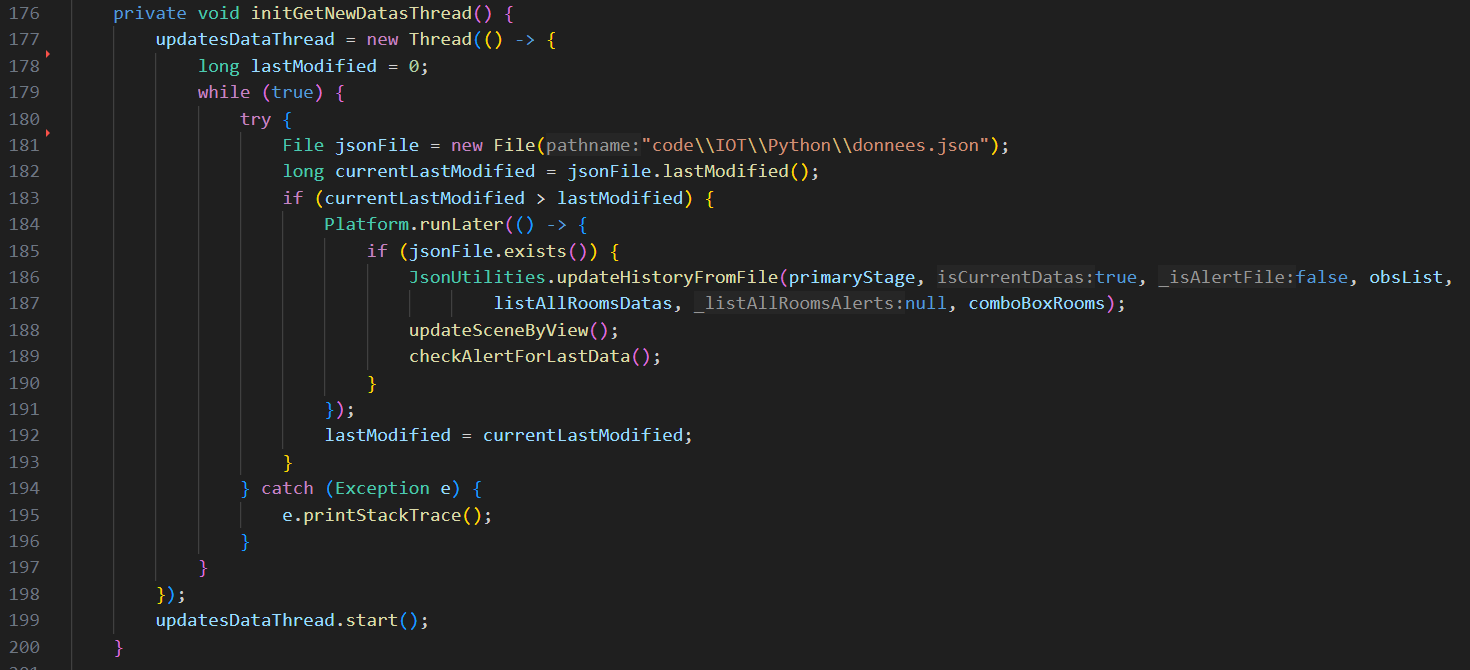 176 private void initGetNewDatasThread() {
177 updatesDataThread = new Thread(() -> {
178 long lastModified = 0;
179 while (true) {
180 try {
181 File jsonFile = new File(pathname:"code\\IOT\\Python\\donnees.json");
182 long currentLastModified = jsonFile.lastModified();
183 if (currentLastModified > lastModified) {
184 Platform.runLater(() -> {
185 if (jsonFile.exists()) {
186 JsonUtilities.updateHistoryFromFile(primaryStage, isCurrentDatas:true, _isAlertFile:false, obsList,
187 listAllRoomsDatas, _listAllRoomsAlerts:null, comboBoxRooms);
188 updateSceneByView();
189 checkAlertForLastData();
190 }
191 });
192 lastModified = currentLastModified;
193 }
194 } catch (Exception e) {
195 e.printStackTrace();
196 }
197 }
198 });
199 updatesDataThread.start();
200 }